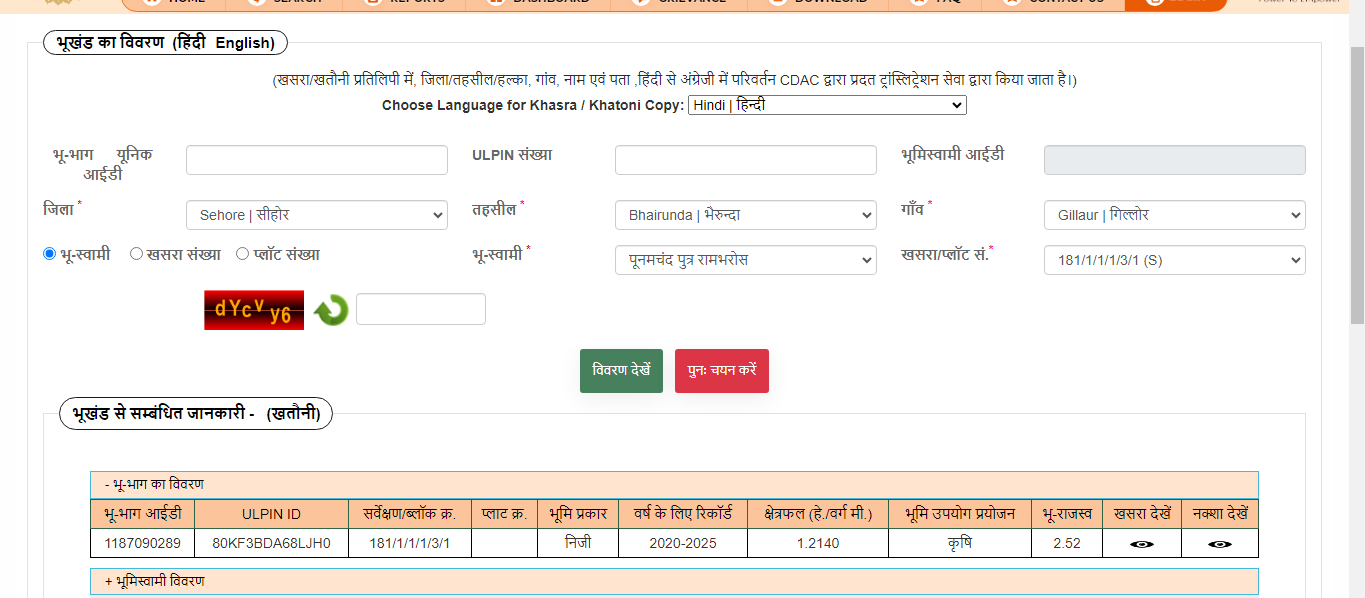 HOME SEARCH REPORTS DASHBOARD GRIEVANCE DOWNLOAD FAQ CONTACT US
भूखंड का विवरण (हिंदी English)
(खसरा/खतौनी प्रतिलिपी में, जिला/तहसील/हल्का, गांव, नाम एवं पता ,हिंदी से अंग्रेजी में परिवर्तन CDAC द्वारा प्रदत ट्रांस्लिट्रेशन सेवा द्वारा किया जाता है।)
Choose Language for Khasra / Khatoni Copy: Hindi | हिन्दी
भू-भाग यूनिक आईडी ULPIN संख्या भूमिस्वामी आईडी
जिला * Sehore | सीहोर तहसील * Bhairunda | भैरुन्दा गाँव * Gillaur | गिल्लोर
भू-स्वामी खसरा संख्या प्लॉट संख्या भू-स्वामी * पूनमचंद पुत्र रामभरोस खसरा/प्लॉट सं.* 181/1/1/1/3/1 (S)
dYcVy6
विवरण देखें पुनः चयन करें
भूखंड से सम्बंधित जानकारी - (खतौनी)
- भू-भाग का विवरण
भू-भाग आईडी ULPIN ID सर्वेक्षण/ब्लॉक क्र. प्लाट क्र. भूमि प्रकार वर्ष के लिए रिकॉर्ड क्षेत्रफल (हे./वर्ग मी.) भूमि उपयोग प्रयोजन भू-राजस्व खसरा देखें नक्शा देखें
1187090289 80KF3BDA68LJH0 181/1/1/1/3/1 निजी 2020-2025 1.2140 कृषि 2.52
+ भूमिस्वामी विवरण